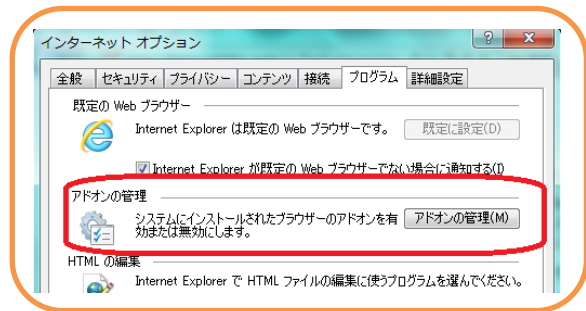 インターネット オプション
全般 セキュリティ プライバシー コンテンツ 接続 プログラム 詳細設定
既定の Web ブラウザー
Internet Explorer は既定の Web ブラウザーです。 既定に設定(D)
Internet Explorer が既定の Web ブラウザーでない場合に通知する(I)
アドオンの管理
システムにインストールされたブラウザーのアドオンを有 アドオンの管理(M)
効または無効にします。
HTML の編集
Internet Explorer で HTML ファイルの編集に使うプログラムを選んでください。